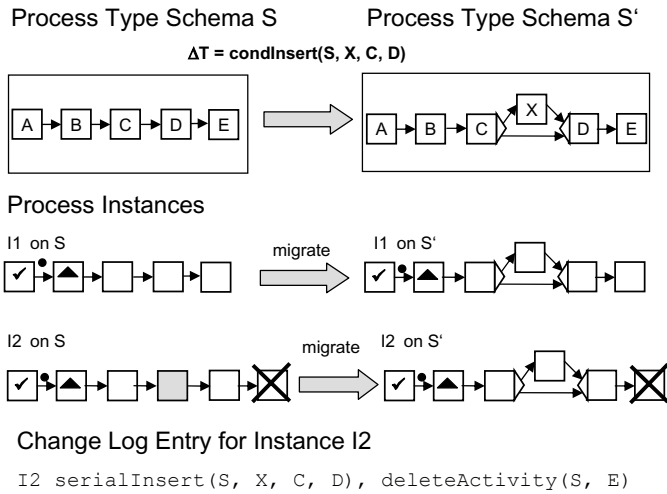 Process Type Schema S
Process Type Schema S‘
ΔT = condInsert(S, X, C, D)
A B C D E
A B C X D E
Process Instances
I1 on S
migrate
I1 on S‘
I2 on S
migrate
I2 on S‘
Change Log Entry for Instance I2
I2 serialInsert(S, X, C, D), deleteActivity(S, E)